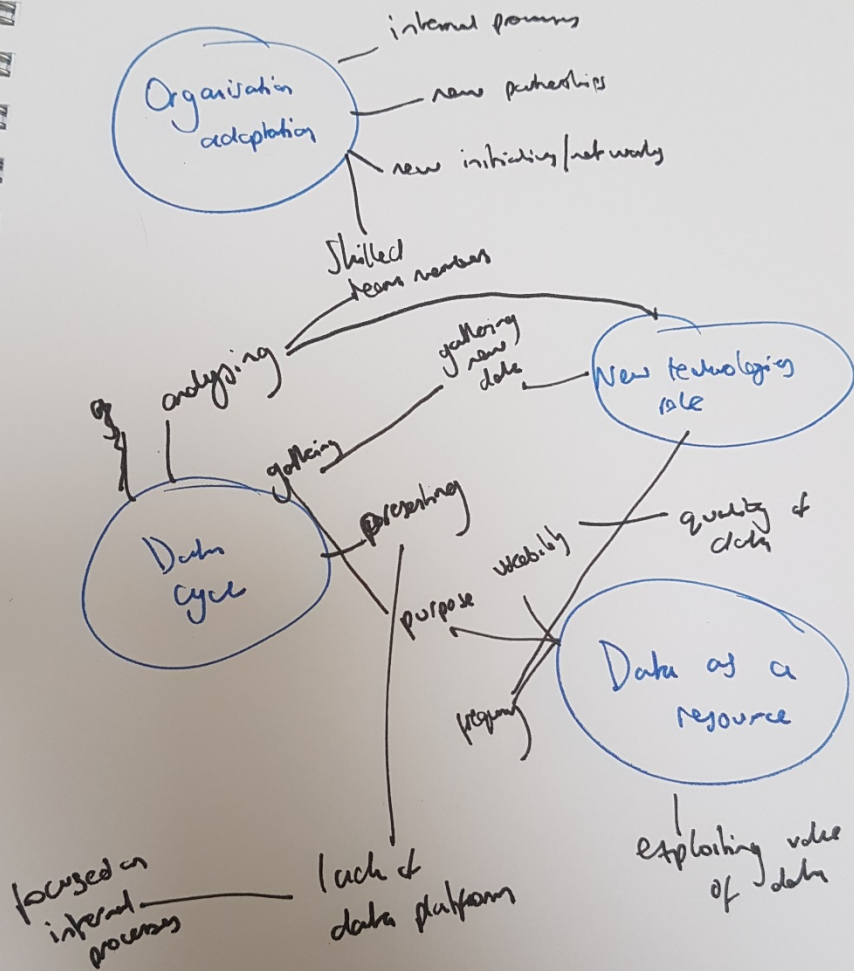 internal processes
Organisation
adaptation
new partnerships
new initiatives/networks
Skilled
team members
analysing
gathering
new
data
New technologies
role
gathering
presenting
Data
cycle
useability
quality of
data
purpose
Data as a
resource
frequency
exploiting value
of data
lack of
data platform
focused on
internal
processes